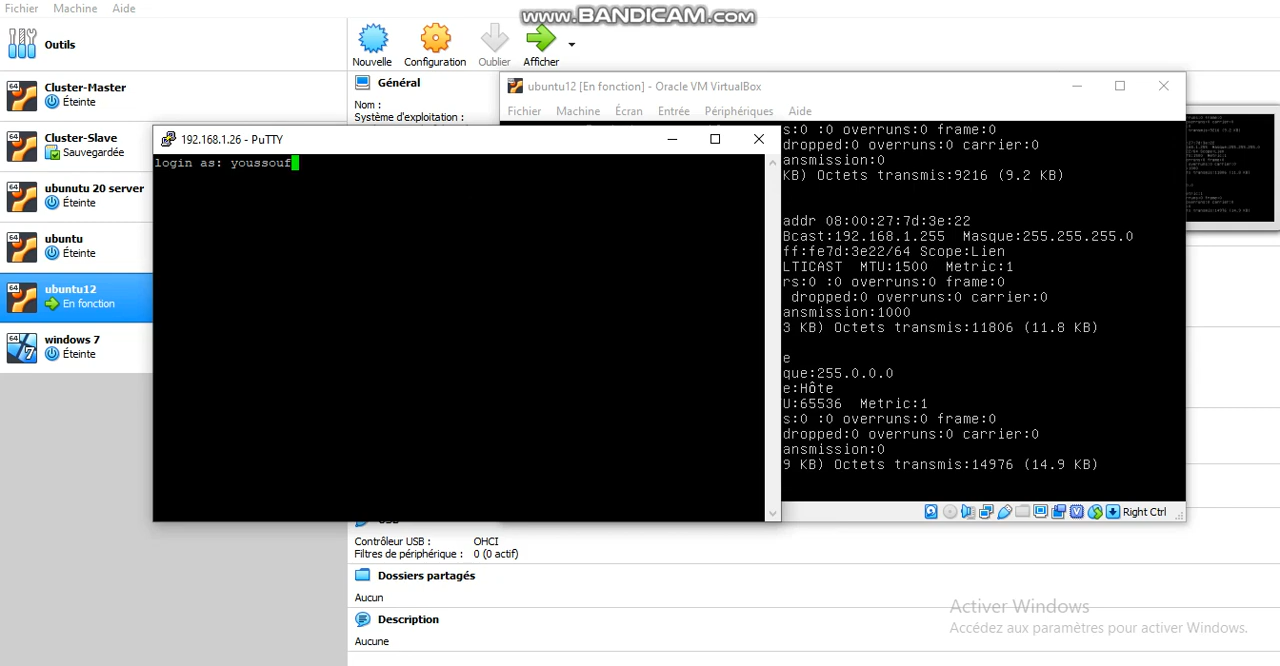 Fichier Machine Aide
www.BANDICAM.com
Outils
Nouvelle Configuration Oublier Afficher
64 Cluster-Master
Éteinte
64 Cluster-Slave
Sauvegardée
64 ubunutu 20 server
Éteinte
64 ubuntu
Éteinte
64 ubuntu12
En fonction
64 windows 7
Éteinte
Général
Nom :
Système d'exploitation :
ubuntu12 [En fonction] - Oracle VM VirtualBox
Fichier Machine Écran Entrée Périphériques Aide
s:0 :0 overruns:0 frame:0
dropped:0 overruns:0 carrier:0
ansmission:0
KB) Octets transmis:9216 (9.2 KB)
addr 08:00:27:7d:3e:22
Bcast:192.168.1.255 Masque:255.255.255.0
ff:fe7d:3e22/64 Scope:Lien
LTICAST MTU:1500 Metric:1
rs:0 :0 overruns:0 frame:0
dropped:0 overruns:0 carrier:0
ansmission:1000
3 KB) Octets transmis:11806 (11.8 KB)
e
que:255.0.0.0
e:Hôte
U:65536 Metric:1
s:0 :0 overruns:0 frame:0
dropped:0 overruns:0 carrier:0
ansmission:0
9 KB) Octets transmis:14976 (14.9 KB)
Right Ctrl
192.168.1.26 - PuTTY
login as: youssouf
USB
Contrôleur USB : OHCI
Filtres de périphérique : 0 (0 actif)
Dossiers partagés
Aucun
Description
Aucune
Activer Windows
Accédez aux paramètres pour activer Windows.